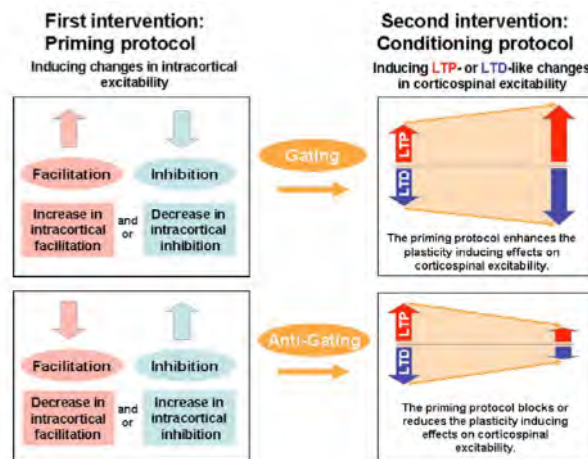 First intervention:
Priming protocol
Inducing changes in intracortical
excitability
Second intervention:
Conditioning protocol
Inducing LTP- or LTD-like changes
in corticospinal excitability
Facilitation
Inhibition
Increase in
intracortical
facilitation
and
or
Decrease in
intracortical
inhibition
Gating
LTP
LTD
The priming protocol enhances the
plasticity inducing effects on
corticospinal excitability.
Facilitation
Inhibition
Decrease in
intracortical
facilitation
and
or
Increase in
intracortical
inhibition
Anti-Gating
LTP
LTD
The priming protocol blocks or
reduces the plasticity inducing
effects on corticospinal
excitability.